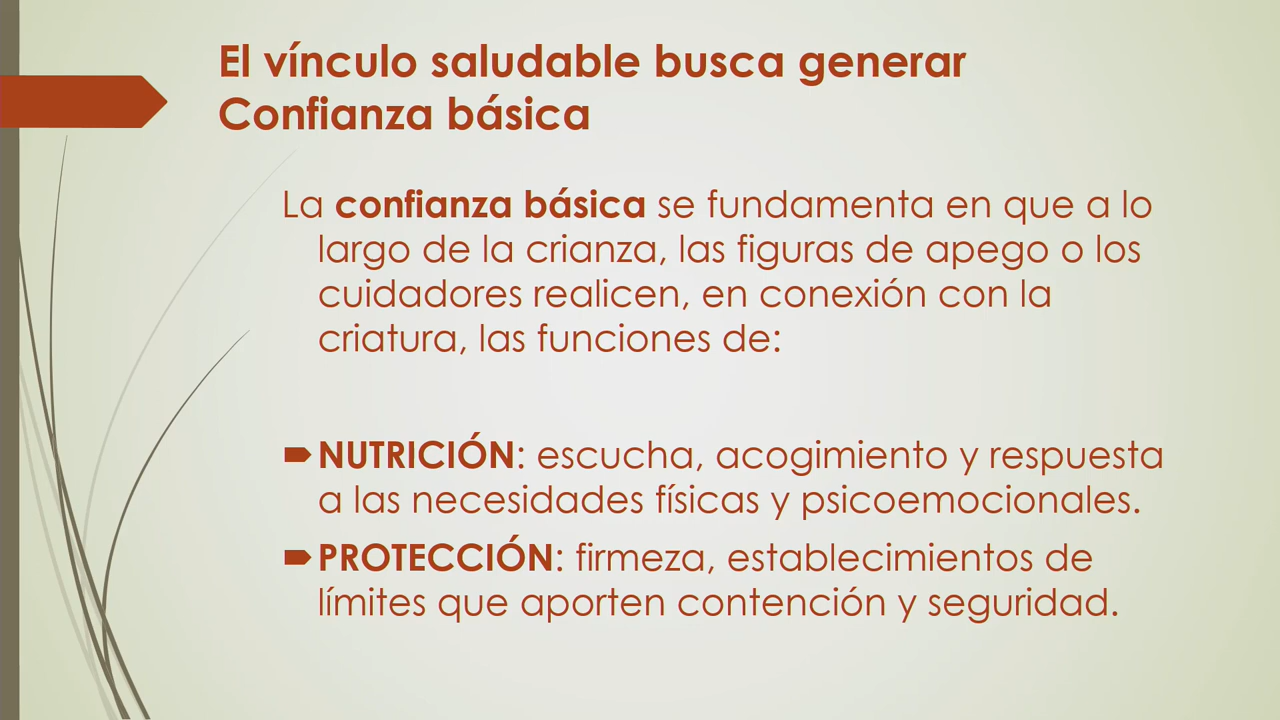 El vínculo saludable busca generar
Confianza básica
La confianza básica se fundamenta en que a lo
largo de la crianza, las figuras de apego o los
cuidadores realicen, en conexión con la
criatura, las funciones de:
NUTRICIÓN: escucha, acogimiento y respuesta
a las necesidades físicas y psicoemocionales.
PROTECCIÓN: firmeza, establecimientos de
límites que aporten contención y seguridad.